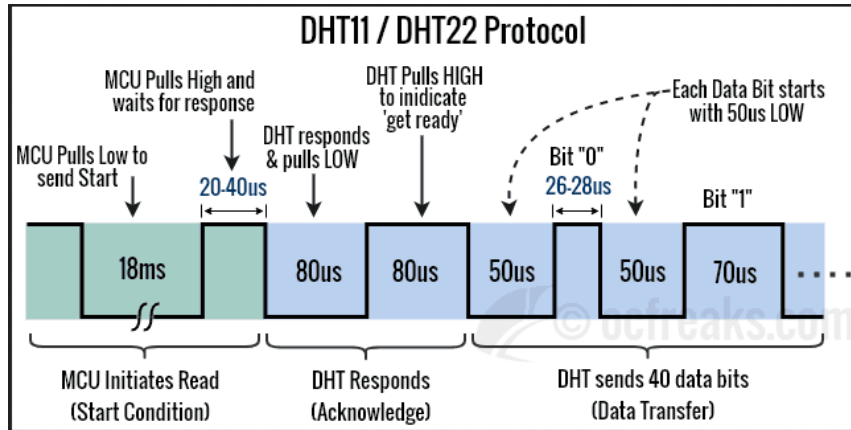 DHT11 / DHT22 Protocol
MCU Pulls High and
waits for response
DHT Pulls HIGH
to inidicate
'get ready'
Each Data Bit starts
with 50us LOW
MCU Pulls Low to
send Start
20-40us
DHT responds
& pulls LOW
Bit "0"
26-28us
Bit "1"
18ms
80us
80us
50us
50us
70us
© ocfreaks.com
MCU Initiates Read
(Start Condition)
DHT Responds
(Acknowledge)
DHT sends 40 data bits
(Data Transfer)